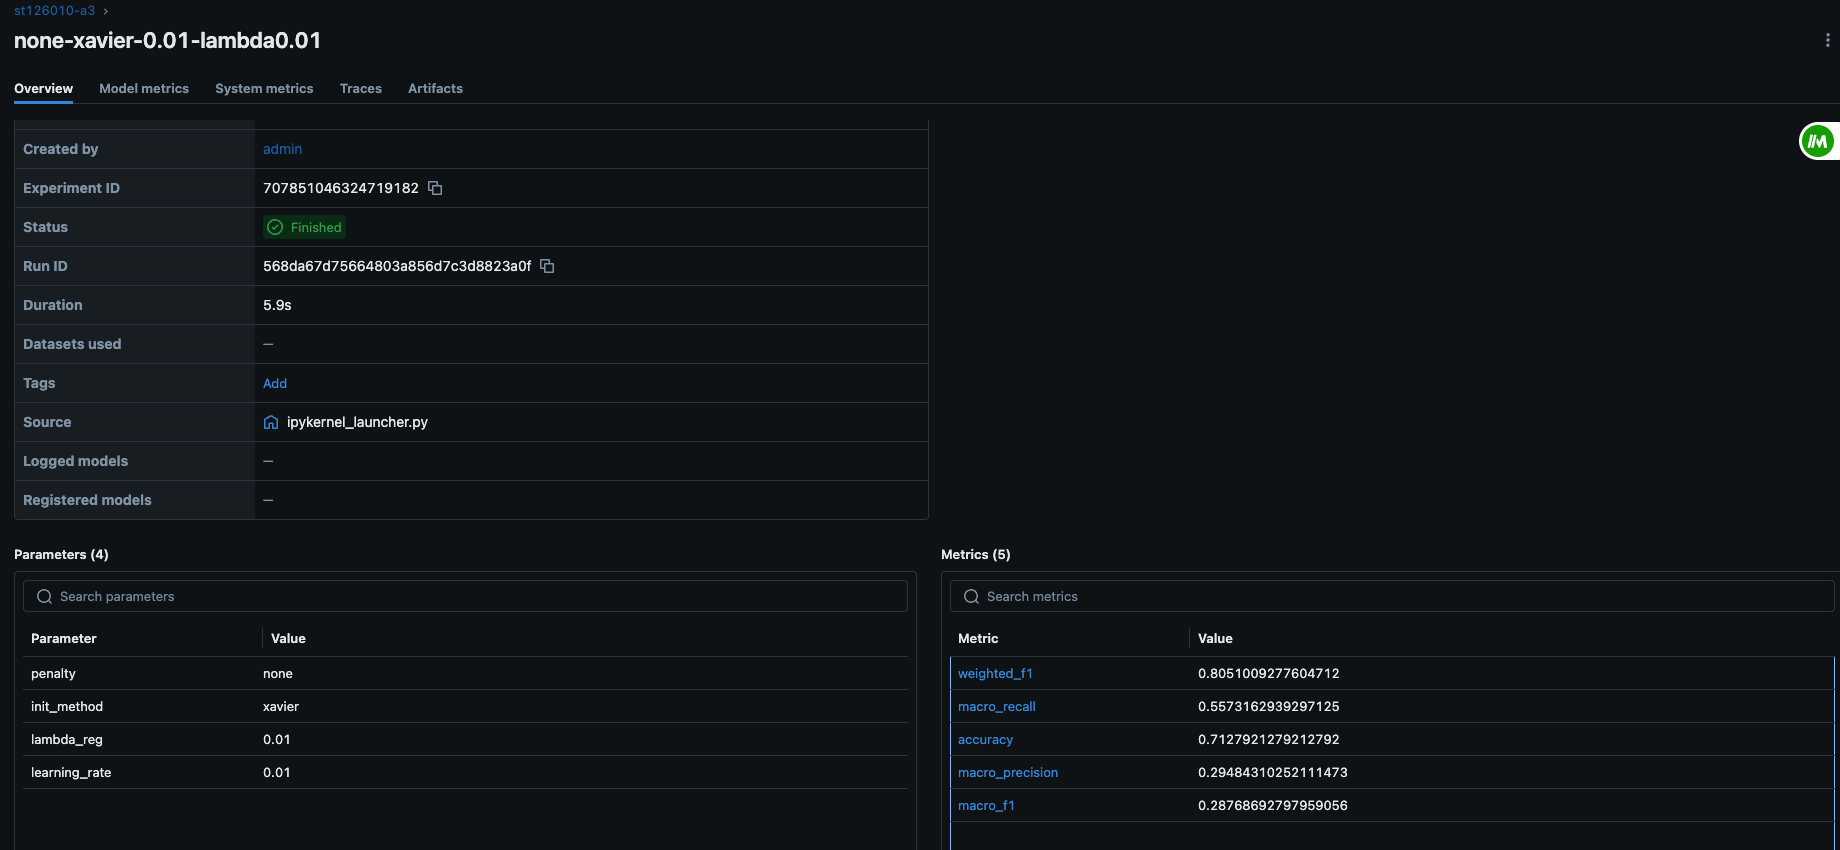 st126010-a3 ›
none-xavier-0.01-lambda0.01
Overview Model metrics System metrics Traces Artifacts
Created by admin
Experiment ID 707851046324719182
Status Finished
Run ID 568da67d75664803a856d7c3d8823a0f
Duration 5.9s
Datasets used —
Tags Add
Source ipykernel_launcher.py
Logged models —
Registered models —
Parameters (4)
Search parameters
Parameter Value
penalty none
init_method xavier
lambda_reg 0.01
learning_rate 0.01
Metrics (5)
Search metrics
Metric Value
weighted_f1 0.8051009277604712
macro_recall 0.5573162939297125
accuracy 0.7127921279212792
macro_precision 0.29484310252111473
macro_f1 0.28768692797959056